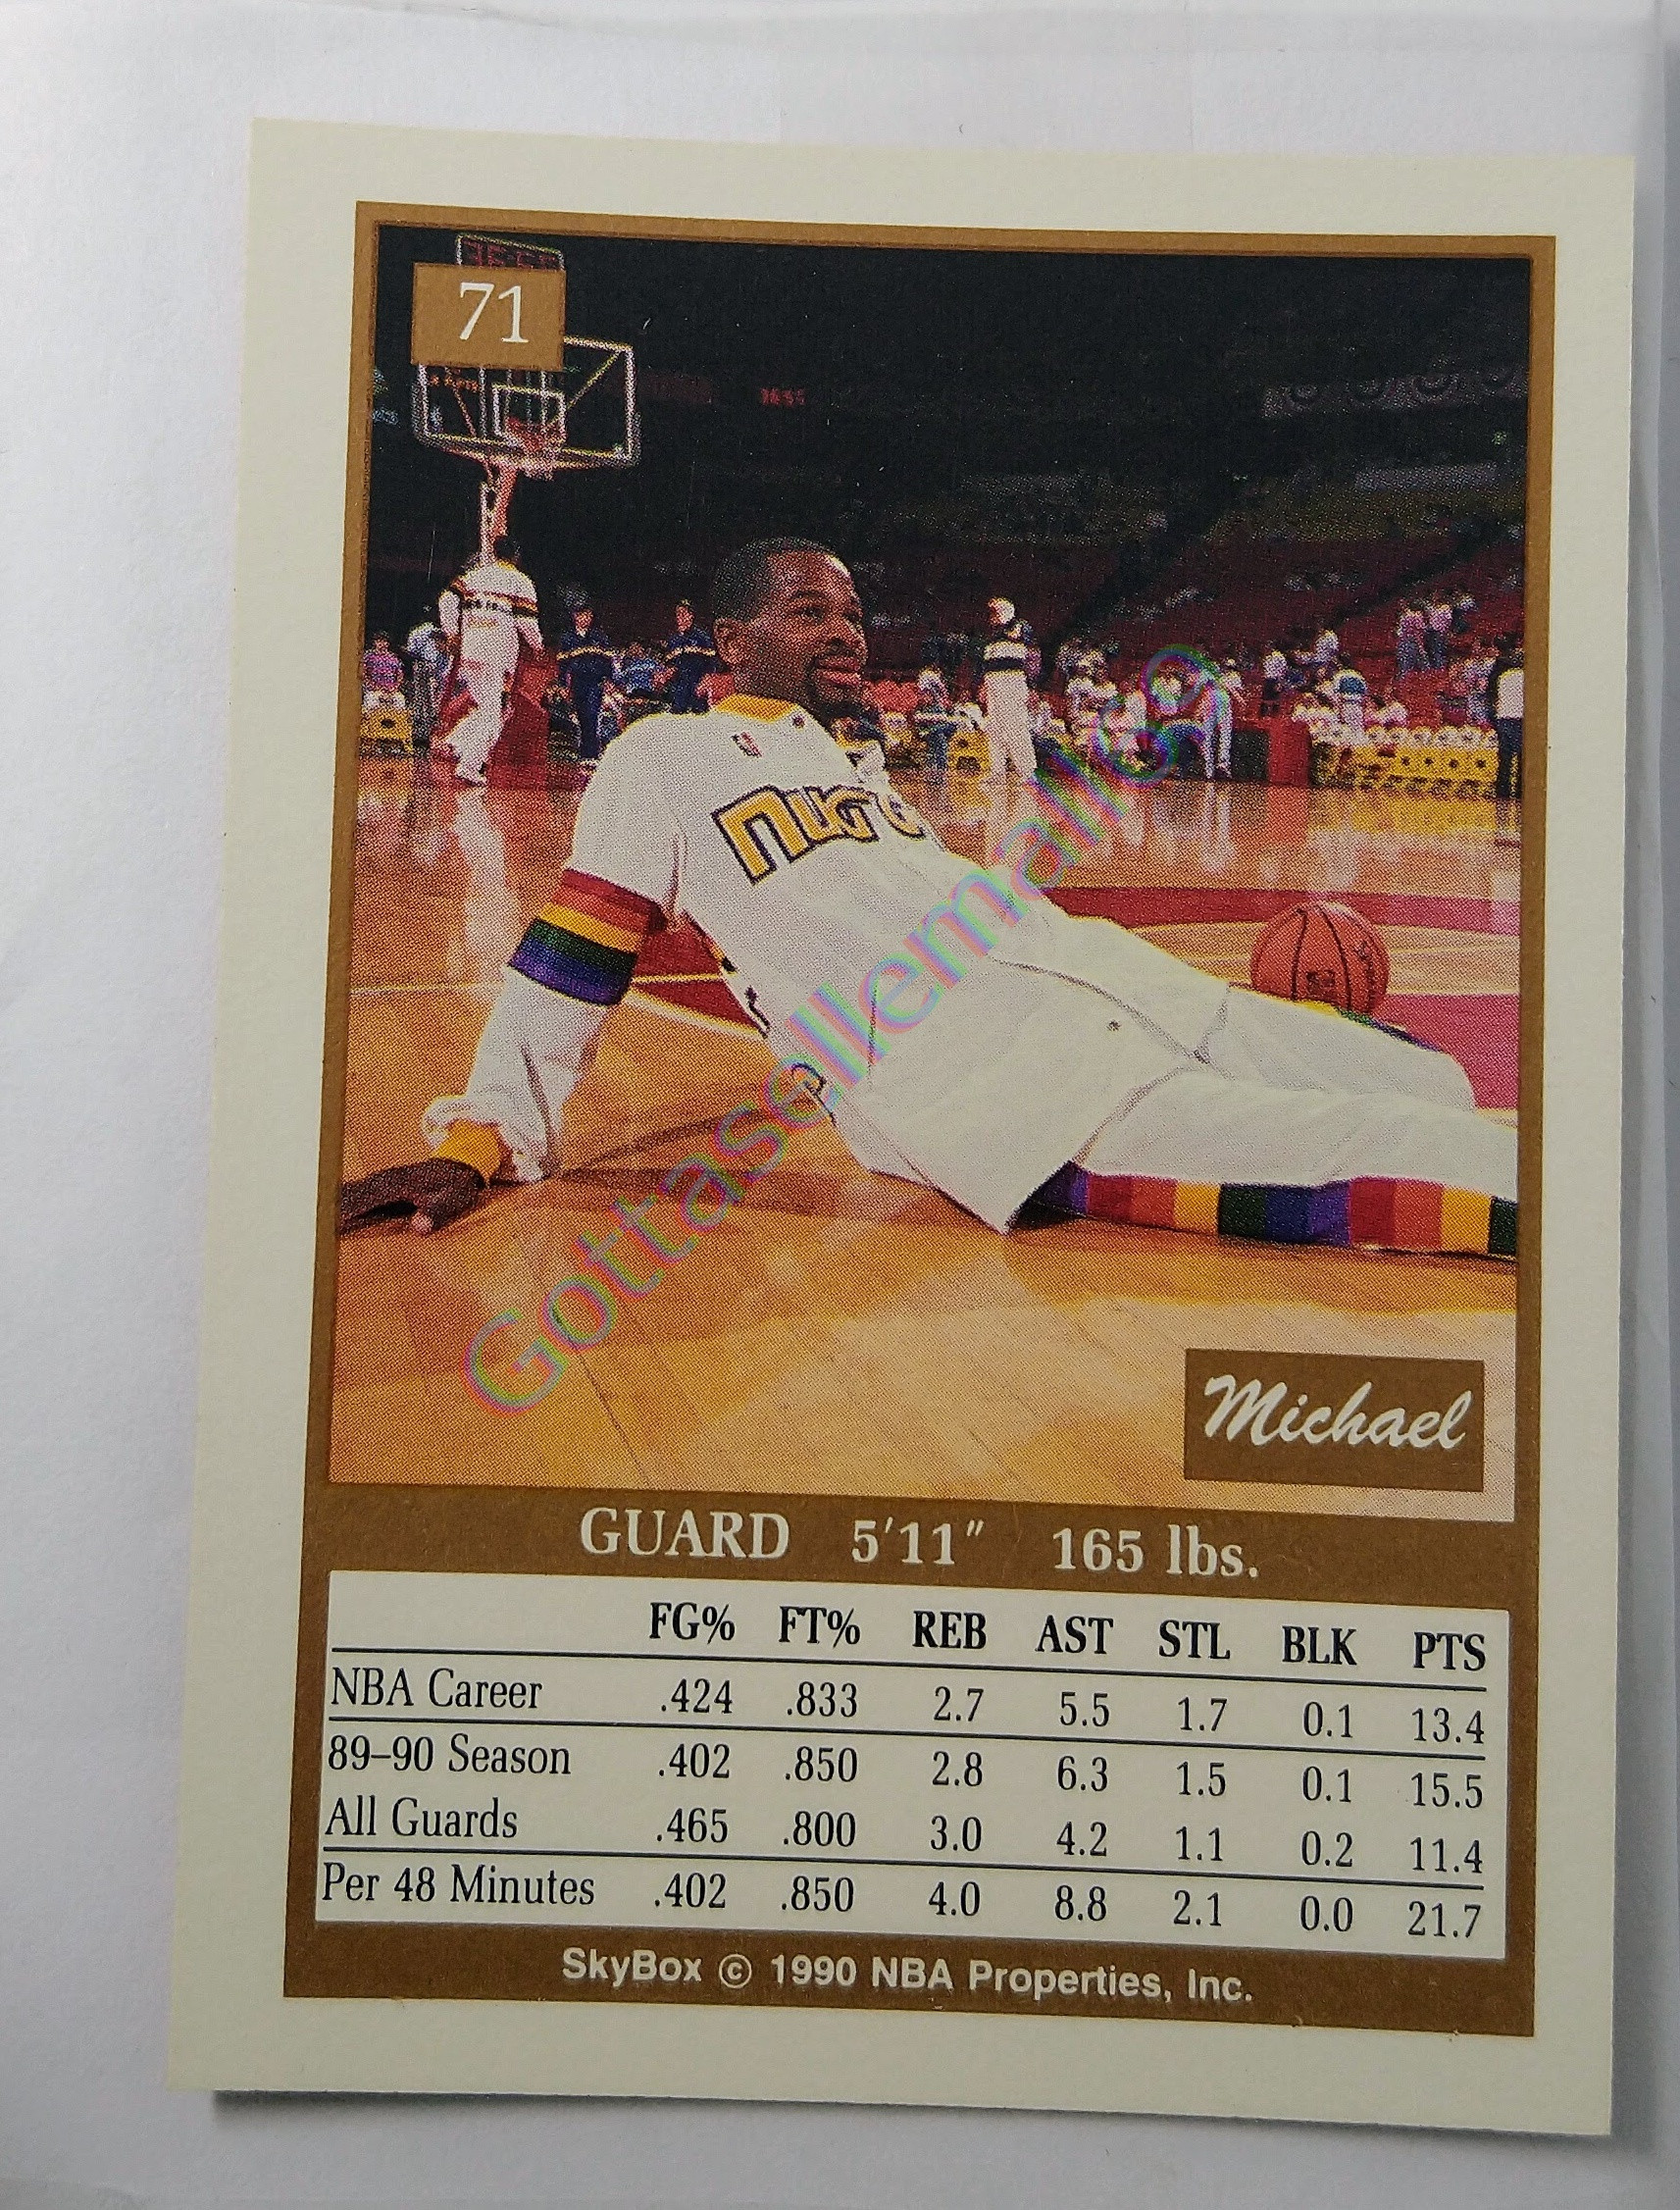 71
Nugge
Gottasellemall69
Michael
GUARD 5'11" 165 lbs.
FG% FT% REB AST STL BLK PTS
NBA Career .424 .833 2.7 5.5 1.7 0.1 13.4
89–90 Season .402 .850 2.8 6.3 1.5 0.1 15.5
All Guards .465 .800 3.0 4.2 1.1 0.2 11.4
Per 48 Minutes .402 .850 4.0 8.8 2.1 0.0 21.7
SkyBox © 1990 NBA Properties, Inc.